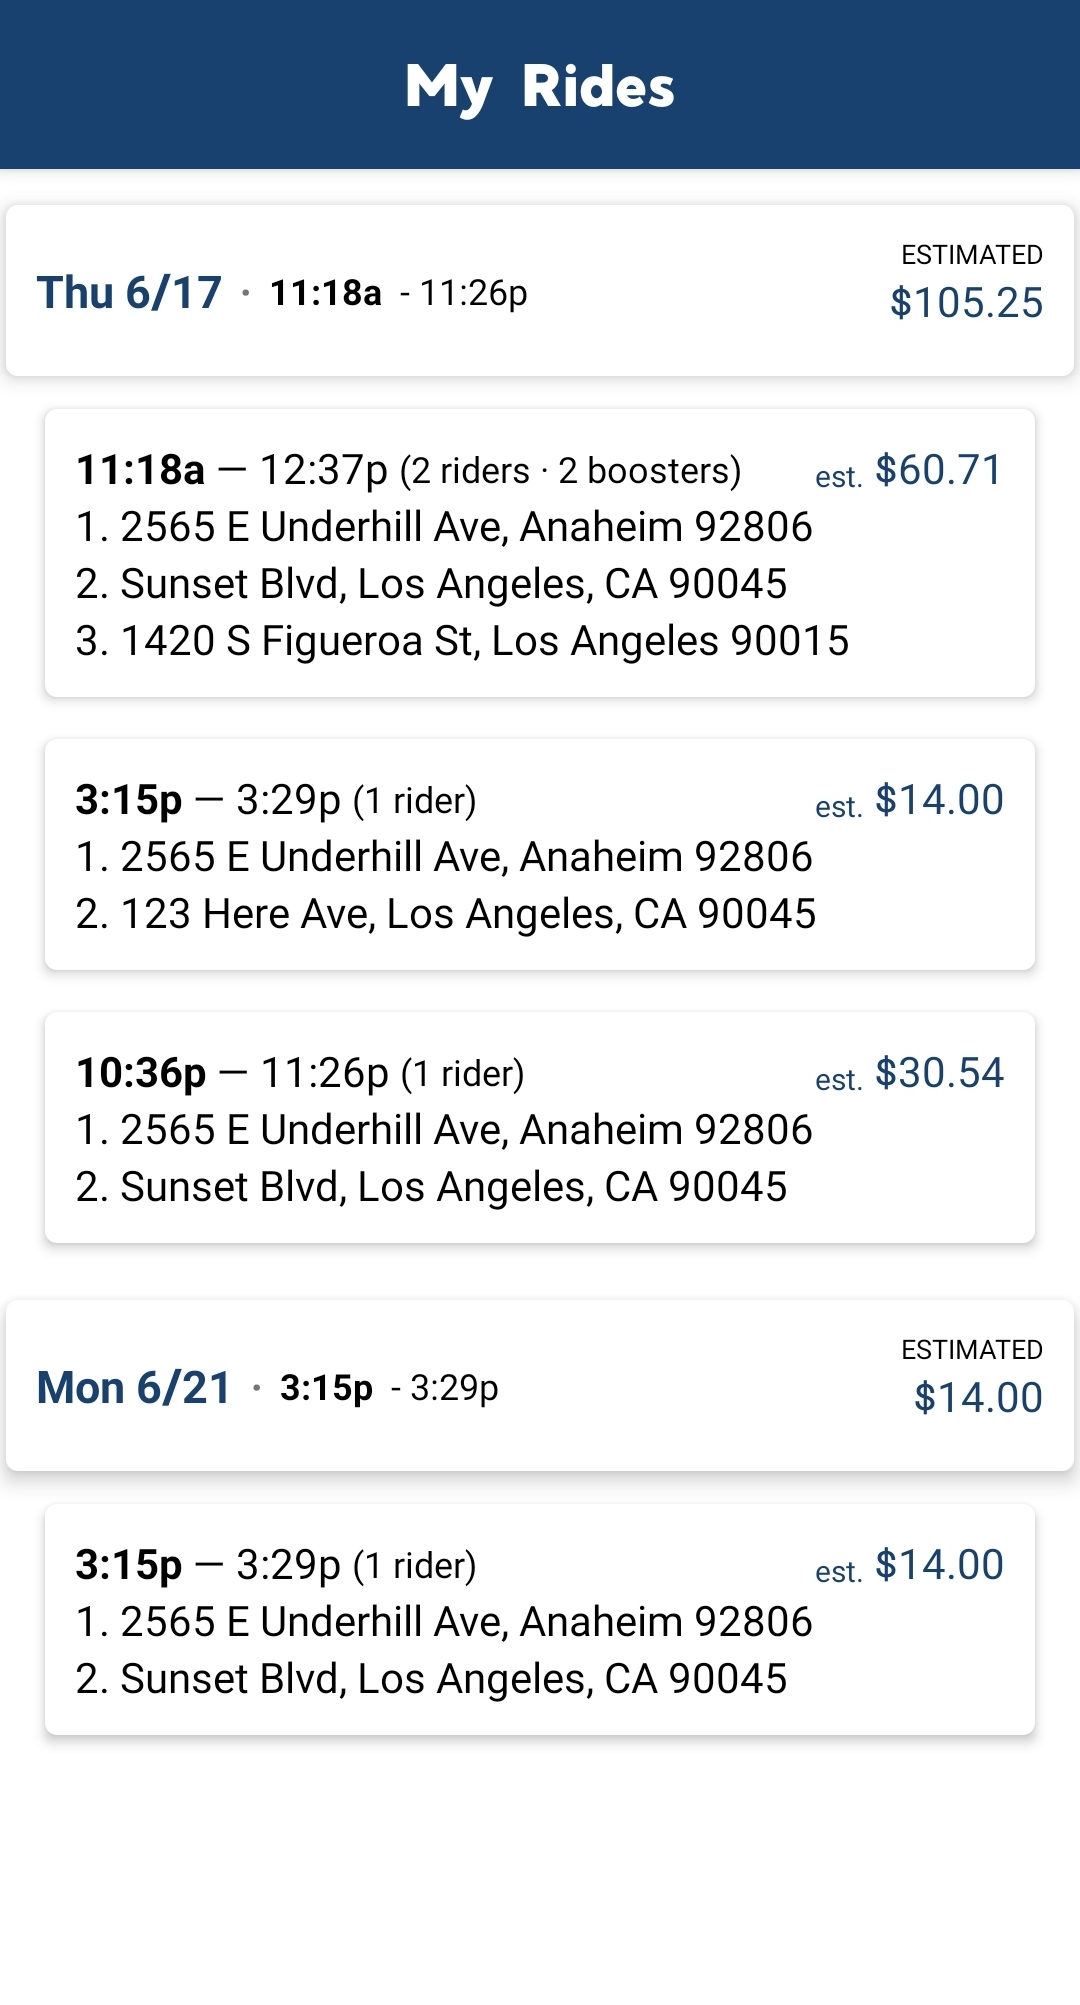 My Rides
Thu 6/17 · 11:18a - 11:26p
ESTIMATED
$105.25
11:18a — 12:37p (2 riders · 2 boosters) est. $60.71
1. 2565 E Underhill Ave, Anaheim 92806
2. Sunset Blvd, Los Angeles, CA 90045
3. 1420 S Figueroa St, Los Angeles 90015
3:15p — 3:29p (1 rider) est. $14.00
1. 2565 E Underhill Ave, Anaheim 92806
2. 123 Here Ave, Los Angeles, CA 90045
10:36p — 11:26p (1 rider) est. $30.54
1. 2565 E Underhill Ave, Anaheim 92806
2. Sunset Blvd, Los Angeles, CA 90045
Mon 6/21 · 3:15p - 3:29p
ESTIMATED
$14.00
3:15p — 3:29p (1 rider) est. $14.00
1. 2565 E Underhill Ave, Anaheim 92806
2. Sunset Blvd, Los Angeles, CA 90045